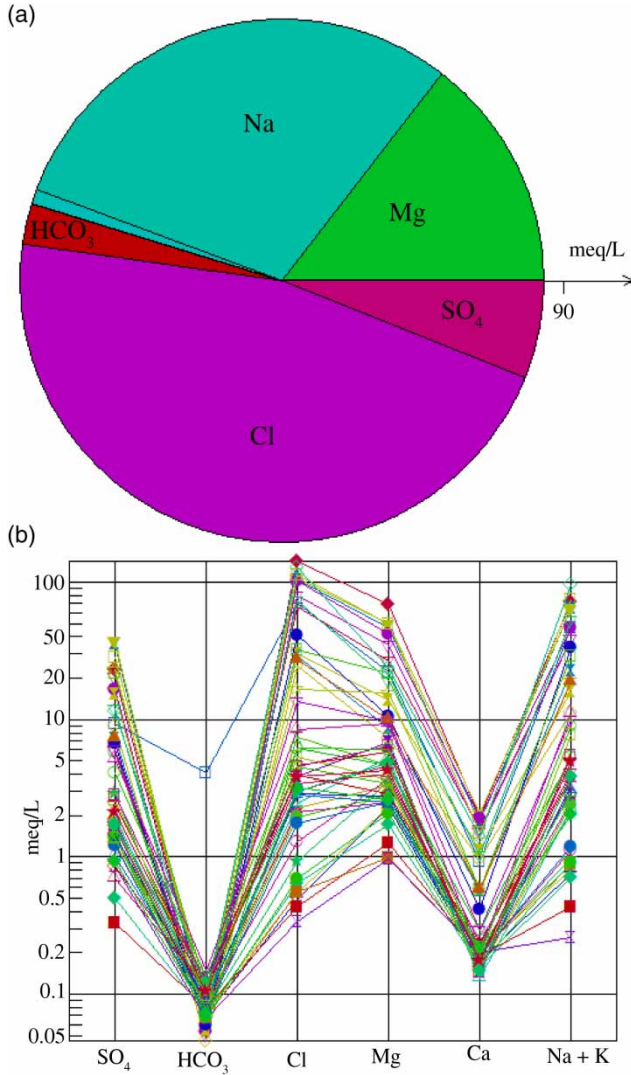 (a)
Na
Mg
HCO₃
meq/L
SO₄
90
Cl
(b)
100
50
20
10
5
2
1
0.5
0.2
0.1
0.05
meq/L
SO₄ HCO₃ Cl Mg Ca Na + K